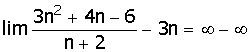 lim (3n² + 4n − 6)/(n + 2) − 3n = ∞ − ∞